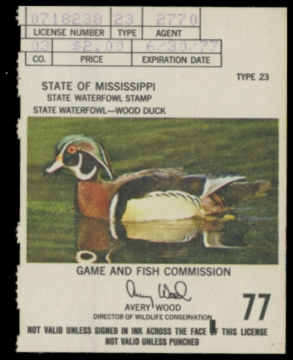 0718238 23 2770
LICENSE NUMBER TYPE AGENT
03 $2.00 6/30/77
CO. PRICE EXPIRATION DATE
TYPE 23
STATE OF MISSISSIPPI
STATE WATERFOWL STAMP
STATE WATERFOWL—WOOD DUCK
GAME AND FISH COMMISSION
Avery Wood
AVERY WOOD
DIRECTOR OF WILDLIFE CONSERVATION
77
NOT VALID UNLESS SIGNED IN INK ACROSS THE FACE OF THIS LICENSE
NOT VALID UNLESS PUNCHED